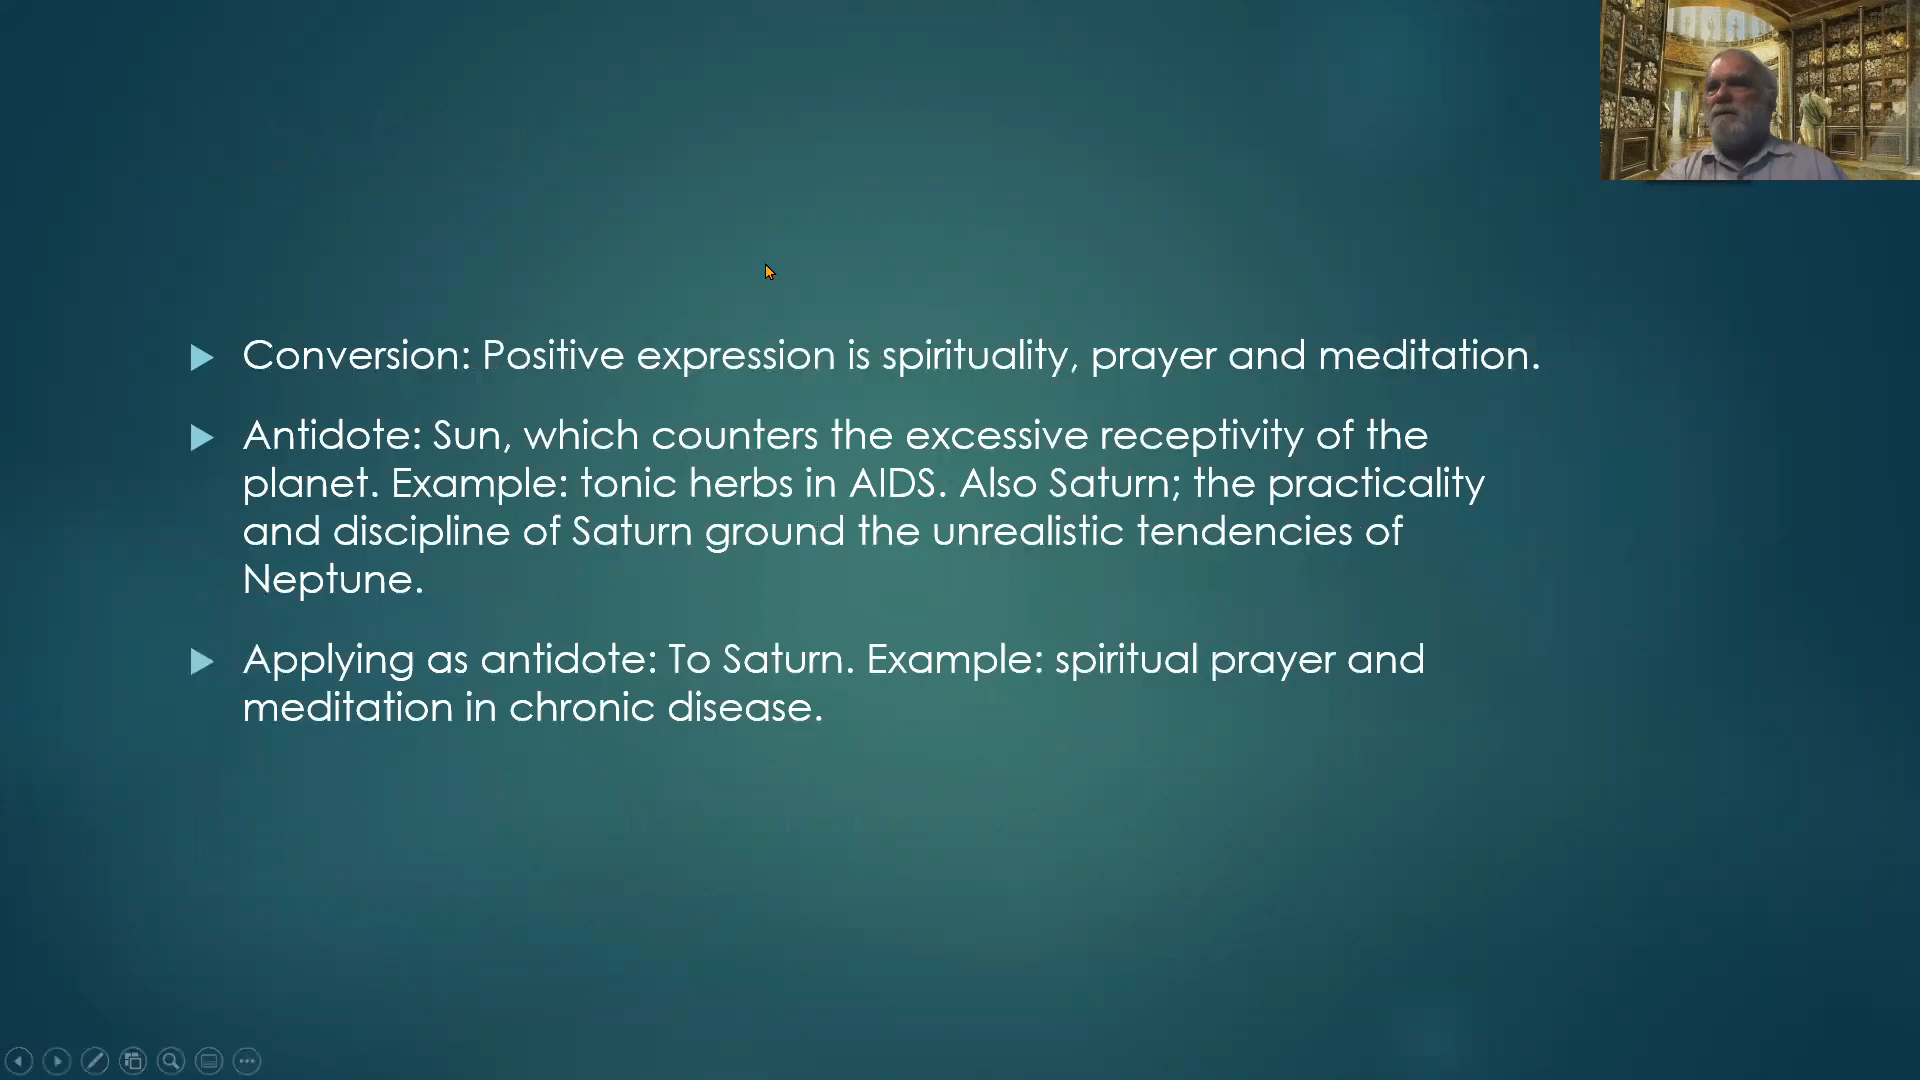 Conversion: Positive expression is spirituality, prayer and meditation.
Antidote: Sun, which counters the excessive receptivity of the
planet. Example: tonic herbs in AIDS. Also Saturn; the practicality
and discipline of Saturn ground the unrealistic tendencies of
Neptune.
Applying as antidote: To Saturn. Example: spiritual prayer and
meditation in chronic disease.